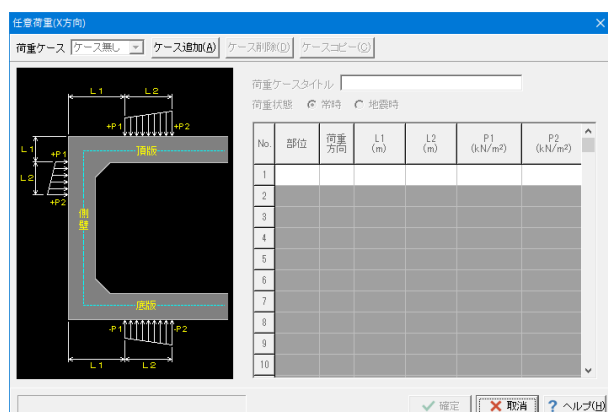 任意荷重(X方向)
荷重ケース ケース無し ケース追加(A) ケース削除(D) ケースコピー(C)
荷重ケースタイトル
荷重状態 常時 地震時
L1 L2
+P1 +P2
頂版
L1 +P1
L2
+P2
側壁
底版
-P1 -P2
L1 L2
No. 部位 荷重方向 L1 (m) L2 (m) P1 (kN/m²) P2 (kN/m²)
1
2
3
4
5
6
7
8
9
10
確定 取消 ヘルプ(H)